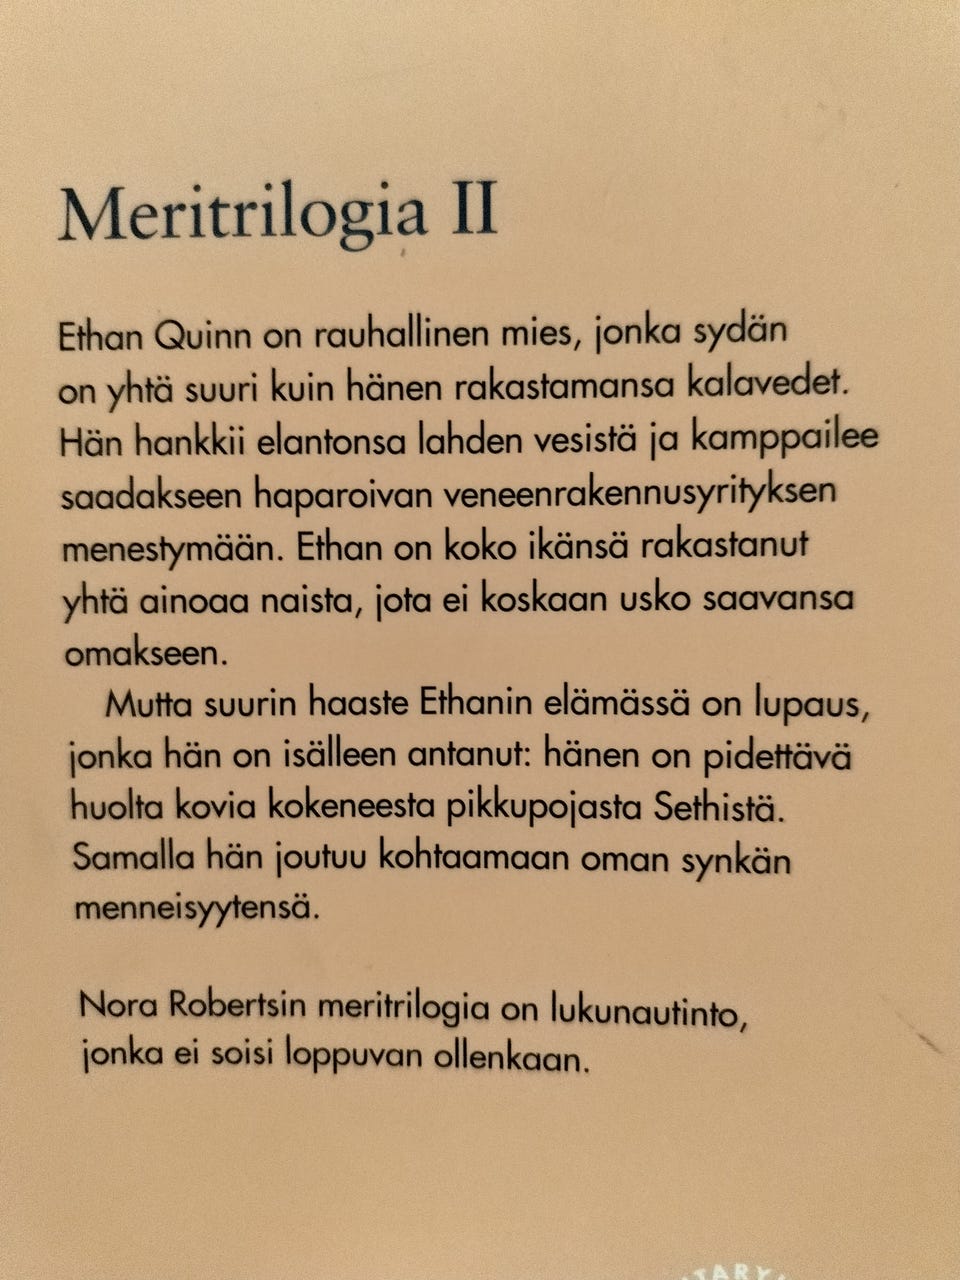 Meritrilogia II
Ethan Quinn on rauhallinen mies, jonka sydän
on yhtä suuri kuin hänen rakastamansa kalavedet.
Hän hankkii elantonsa lahden vesistä ja kamppailee
saadakseen haparoivan veneenrakennusyrityksen
menestymään. Ethan on koko ikänsä rakastanut
yhtä ainoaa naista, jota ei koskaan usko saavansa
omakseen.
Mutta suurin haaste Ethanin elämässä on lupaus,
jonka hän on isälleen antanut: hänen on pidettävä
huolta kovia kokeneesta pikkupojasta Sethistä.
Samalla hän joutuu kohtaamaan oman synkän
menneisyytensä.
Nora Robertsin meritrilogia on lukunautinto,
jonka ei soisi loppuvan ollenkaan.